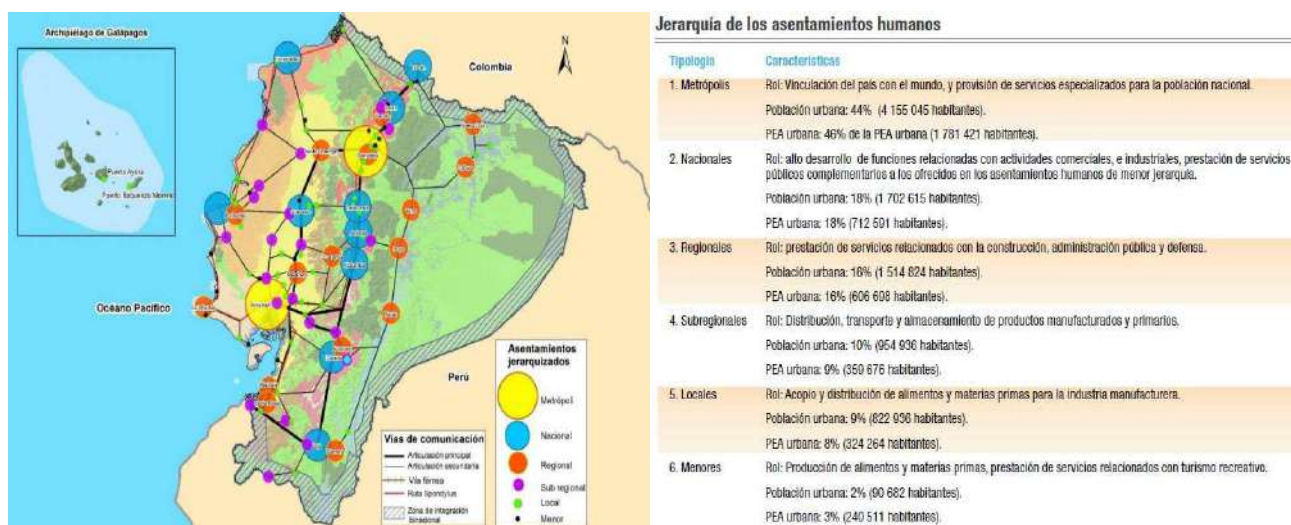 Archipiélago de Galápagos
Puerto Ayora
Puerto Baquerizo Moreno
N
Colombia
Océano Pacífico
Perú
Vías de comunicación
Articulación principal
Articulación secundaria
Vía férrea
Ruta Spondylus
Zona de integración
binacional
Asentamientos
jerarquizados
Metrópoli
Nacional
Regional
Sub regional
Local
Menor
Jerarquía de los asentamientos humanos
Tipología Características
1. Metrópolis Rol: Vinculación del país con el mundo, y provisión de servicios especializados para la población nacional.
Población urbana: 44% (4 155 045 habitantes).
PEA urbana: 46% de la PEA urbana (1 781 421 habitantes).
2. Nacionales Rol: alto desarrollo de funciones relacionadas con actividades comerciales, e industriales, prestación de servicios
públicos complementarios a los ofrecidos en los asentamientos humanos de menor jerarquía.
Población urbana: 18% (1 702 615 habitantes).
PEA urbana: 18% (712 591 habitantes).
3. Regionales Rol: prestación de servicios relacionados con la construcción, administración pública y defensa.
Población urbana: 16% (1 514 824 habitantes).
PEA urbana: 16% (606 608 habitantes).
4. Subregionales Rol: Distribución, transporte y almacenamiento de productos manufacturados y primarios.
Población urbana: 10% (954 936 habitantes).
PEA urbana: 9% (359 676 habitantes).
5. Locales Rol: Acopio y distribución de alimentos y materias primas para la industria manufacturera.
Población urbana: 9% (822 936 habitantes).
PEA urbana: 8% (324 264 habitantes).
6. Menores Rol: Producción de alimentos y materias primas, prestación de servicios relacionados con turismo recreativo.
Población urbana: 2% (90 682 habitantes).
PEA urbana: 3% (240 511 habitantes).